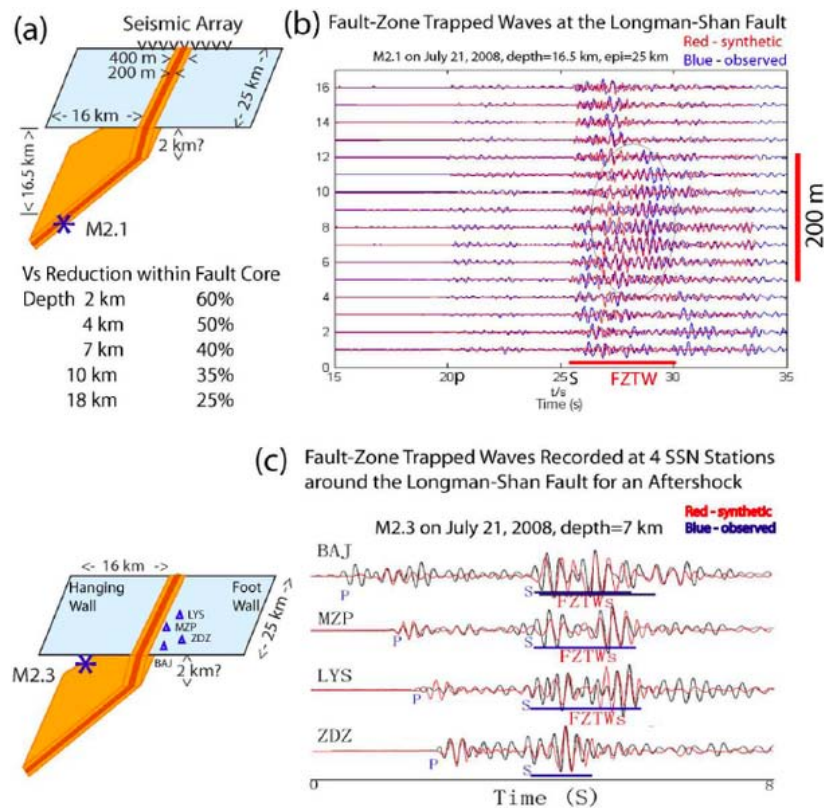 (a)
Seismic Array
V V V V V V V V V
400 m > <
200 m > <
<- 16 km ->
<- 25 km ->
2 km?
|< 16.5 km >|
M2.1
Vs Reduction within Fault Core
Depth 2 km 60%
4 km 50%
7 km 40%
10 km 35%
18 km 25%
(b) Fault-Zone Trapped Waves at the Longman-Shan Fault
M2.1 on July 21, 2008, depth=16.5 km, epi=25 km
Red - synthetic
Blue - observed
16
14
12
10
8
6
4
2
0
200 m
15 20 P 25 S FZTW 30 35
t/s
Time (s)
(c) Fault-Zone Trapped Waves Recorded at 4 SSN Stations
around the Longman-Shan Fault for an Aftershock
Red - synthetic
Blue - observed
M2.3 on July 21, 2008, depth=7 km
<- 16 km ->
Hanging Wall
Foot Wall
LYS
MZP
ZDZ
BAJ
<- 25 km ->
2 km?
M2.3
BAJ
P S FZTWs
MZP
P S FZTWs
LYS
P S FZTWs
ZDZ
P S
0 Time (S) 8